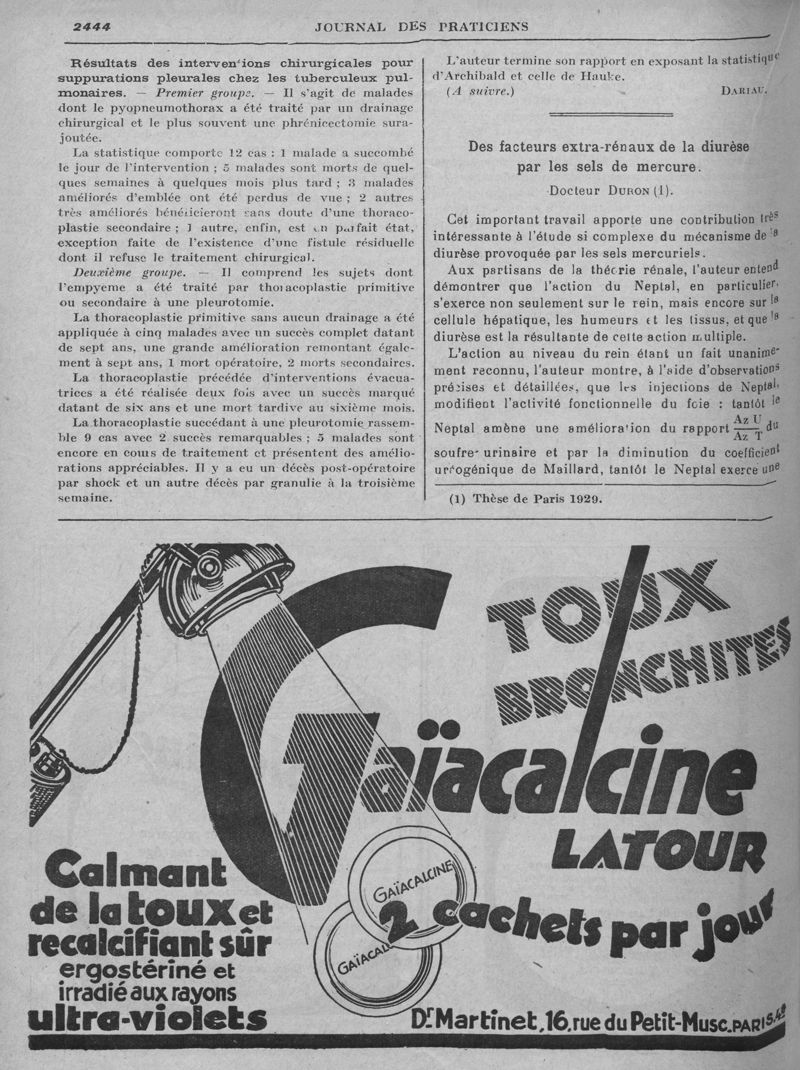 2444
JOURNAL DES PRATICIENS
Résultats des interven'ions chirurgicales pour
suppurations pleurales chez les tuberculeux pul-
monaires. — Premier groupe. — Il s'agit de malades
dont le pyopneumothorax a été traité par un drainage
chirurgical et le plus souvent une phrénicectomie sura-
joutée.
La statistique comporte 12 cas : 1 malade a succombé
le jour de l'intervention ; 5 malades sont morts de quel-
ques semaines à quelques mois plus tard ; 3 malades
améliorés d'emblée ont été perdus de vue ; 2 autres
très améliorés bénéficieront sans doute d'une thoraco-
plastie secondaire ; 1 autre, enfin, est en parfait état,
exception faite de l'existence d'une fistule résiduelle
dont il refuse le traitement chirurgical.
Deuxième groupe. — Il comprend les sujets dont
l'empyeme a été traité par thoracoplastie primitive
ou secondaire à une pleurotomie.
La thoracoplastie primitive sans aucun drainage a été
appliquée à cinq malades avec un succès complet datant
de sept ans, une grande amélioration remontant égale-
ment à sept ans, 1 mort opératoire, 2 morts secondaires.
La thoracoplastie précédée d'interventions évacua-
trices a été réalisée deux fois avec un succès marqué
datant de six ans et une mort tardive au sixième mois.
La thoracoplastie succédant à une pleurotomie rassem-
ble 9 cas avec 2 succès remarquables ; 5 malades sont
encore en cours de traitement et présentent des amélio-
rations appréciables. Il y a eu un décès post-opératoire
par shock et un autre décès par granulie à la troisième
semaine.
L'auteur termine son rapport en exposant la statistique
d'Archibald et celle de Hauke.
(A suivre.) DARIAU.
Des facteurs extra-rénaux de la diurèse
par les sels de mercure.
Docteur DURON (1).
Cet important travail apporte une contribution très
intéressante à l'étude si complexe du mécanisme de la
diurèse provoquée par les sels mercuriels.
Aux partisans de la thécrie rénale, l'auteur entend
démontrer que l'action du Neptal, en particulier,
s'exerce non seulement sur le rein, mais encore sur la
cellule hépatique, les humeurs et les tissus, et que la
diurèse est la résultante de cette action multiple.
L'action au niveau du rein étant un fait unanime-
ment reconnu, l'auteur montre, à l'aide d'observations
précises et détaillées, que les injections de Neptal,
modifient l'activité fonctionnelle du foie : tantôt le
Neptal amène une amélioration du rapport Az U / Az T du
soufre urinaire et par la diminution du coefficient
uréogénique de Maillard, tantôt le Neptal exerce une
(1) Thèse de Paris 1929.
TOUX
BRONCHITES
Gaïacalcine
LATOUR
GAÏACALCINE
GAÏACAL
2 cachets par jour
Calmant
de la toux et
recalcifiant sûr
ergostériné et
irradié aux rayons
ultra-violets
Dr Martinet, 16, rue du Petit-Musc. PARIS. 4e